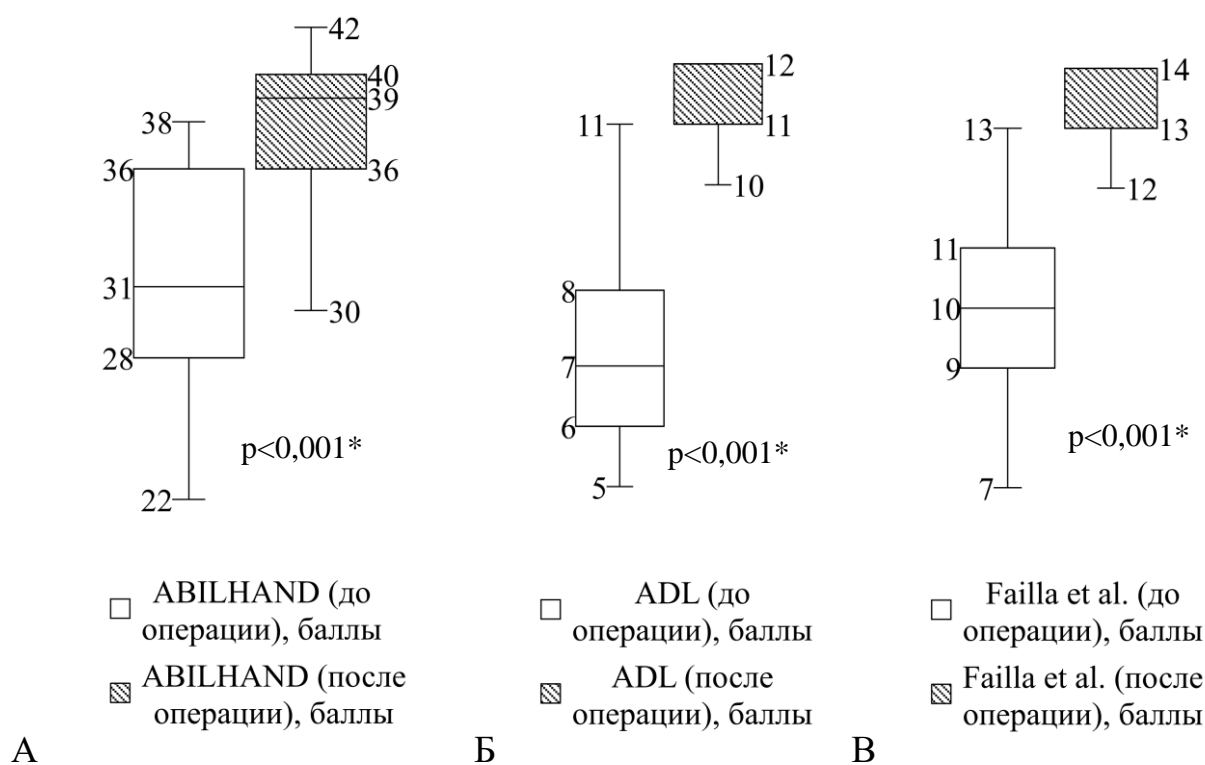 42
40
39
38
36
36
31
30
28
22
p<0,001*
12
11
11
10
8
7
6
5
p<0,001*
14
13
13
12
11
10
9
7
p<0,001*
ABILHAND (до
операции), баллы
ABILHAND (после
операции), баллы
А
ADL (до
операции), баллы
ADL (после
операции), баллы
Б
Failla et al. (до
операции), баллы
Failla et al. (после
операции), баллы
В